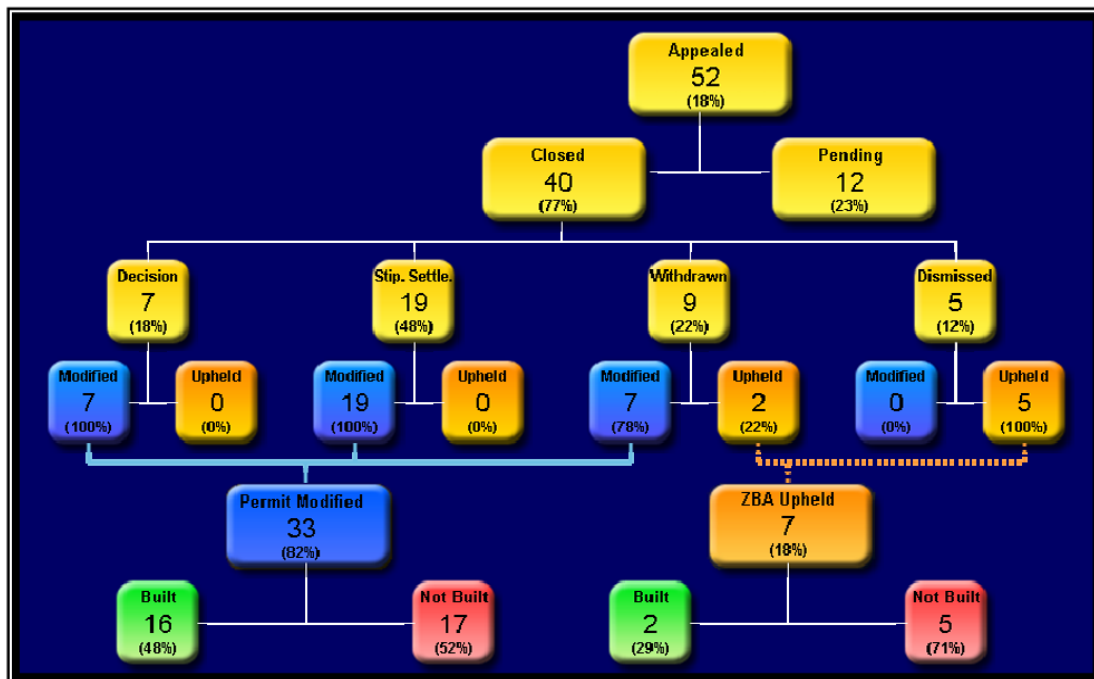 Appealed
52
(18%)
Closed
40
(77%)
Pending
12
(23%)
Decision
7
(18%)
Stip. Settle.
19
(48%)
Withdrawn
9
(22%)
Dismissed
5
(12%)
Modified
7
(100%)
Upheld
0
(0%)
Modified
19
(100%)
Upheld
0
(0%)
Modified
7
(78%)
Upheld
2
(22%)
Modified
0
(0%)
Upheld
5
(100%)
Permit Modified
33
(82%)
ZBA Upheld
7
(18%)
Built
16
(48%)
Not Built
17
(52%)
Built
2
(29%)
Not Built
5
(71%)